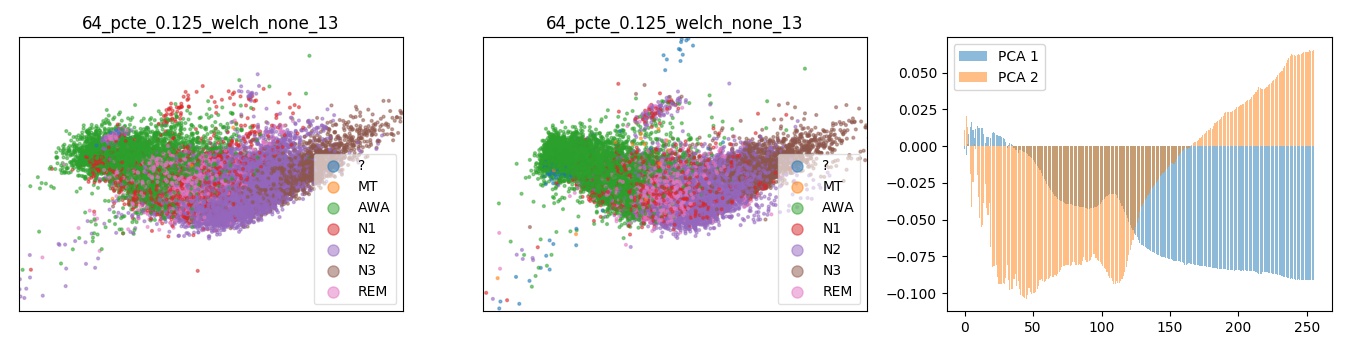 64_pcte_0.125_welch_none_13
?
MT
AWA
N1
N2
N3
REM
64_pcte_0.125_welch_none_13
?
MT
AWA
N1
N2
N3
REM
PCA 1
PCA 2
0.050
0.025
0.000
−0.025
−0.050
−0.075
−0.100
0
50
100
150
200
250